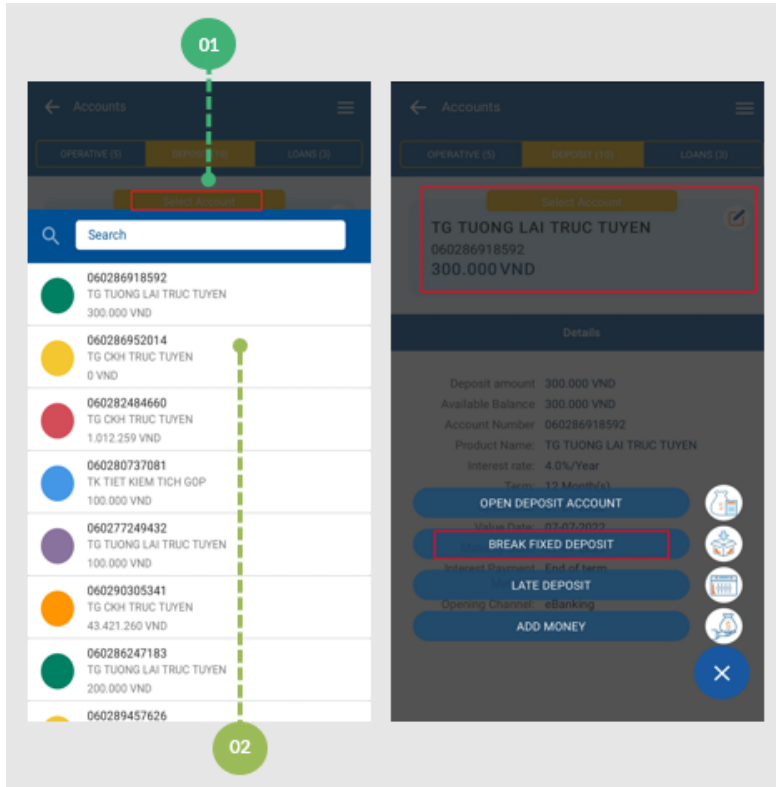 01
Accounts
OPERATIVE (5)
DEPOSIT (10)
LOANS (3)
Select Account
Search
060286918592
TG TUONG LAI TRUC TUYEN
300.000 VND
060286952014
TG CKH TRUC TUYEN
0 VND
060282484660
TG CKH TRUC TUYEN
1.012.259 VND
060280737081
TK TIET KIEM TICH GOP
100.000 VND
060277249432
TG TUONG LAI TRUC TUYEN
100.000 VND
060290305341
TG CKH TRUC TUYEN
43.421.260 VND
060286247183
TG TUONG LAI TRUC TUYEN
200.000 VND
060289457626
02
Accounts
OPERATIVE (5)
DEPOSIT (10)
LOANS (3)
Select Account
TG TUONG LAI TRUC TUYEN
060286918592
300.000 VND
Details
Deposit amount 300.000 VND
Available Balance 300.000 VND
Account Number 060286918592
Product Name: TG TUONG LAI TRUC TUYEN
Interest rate: 4.0%/Year
Term: 12 Month(s)
OPEN DEPOSIT ACCOUNT
Value Date: 07-07-2022
BREAK FIXED DEPOSIT
Interest Payment End of term
LATE DEPOSIT
Opening Channel: eBanking
ADD MONEY